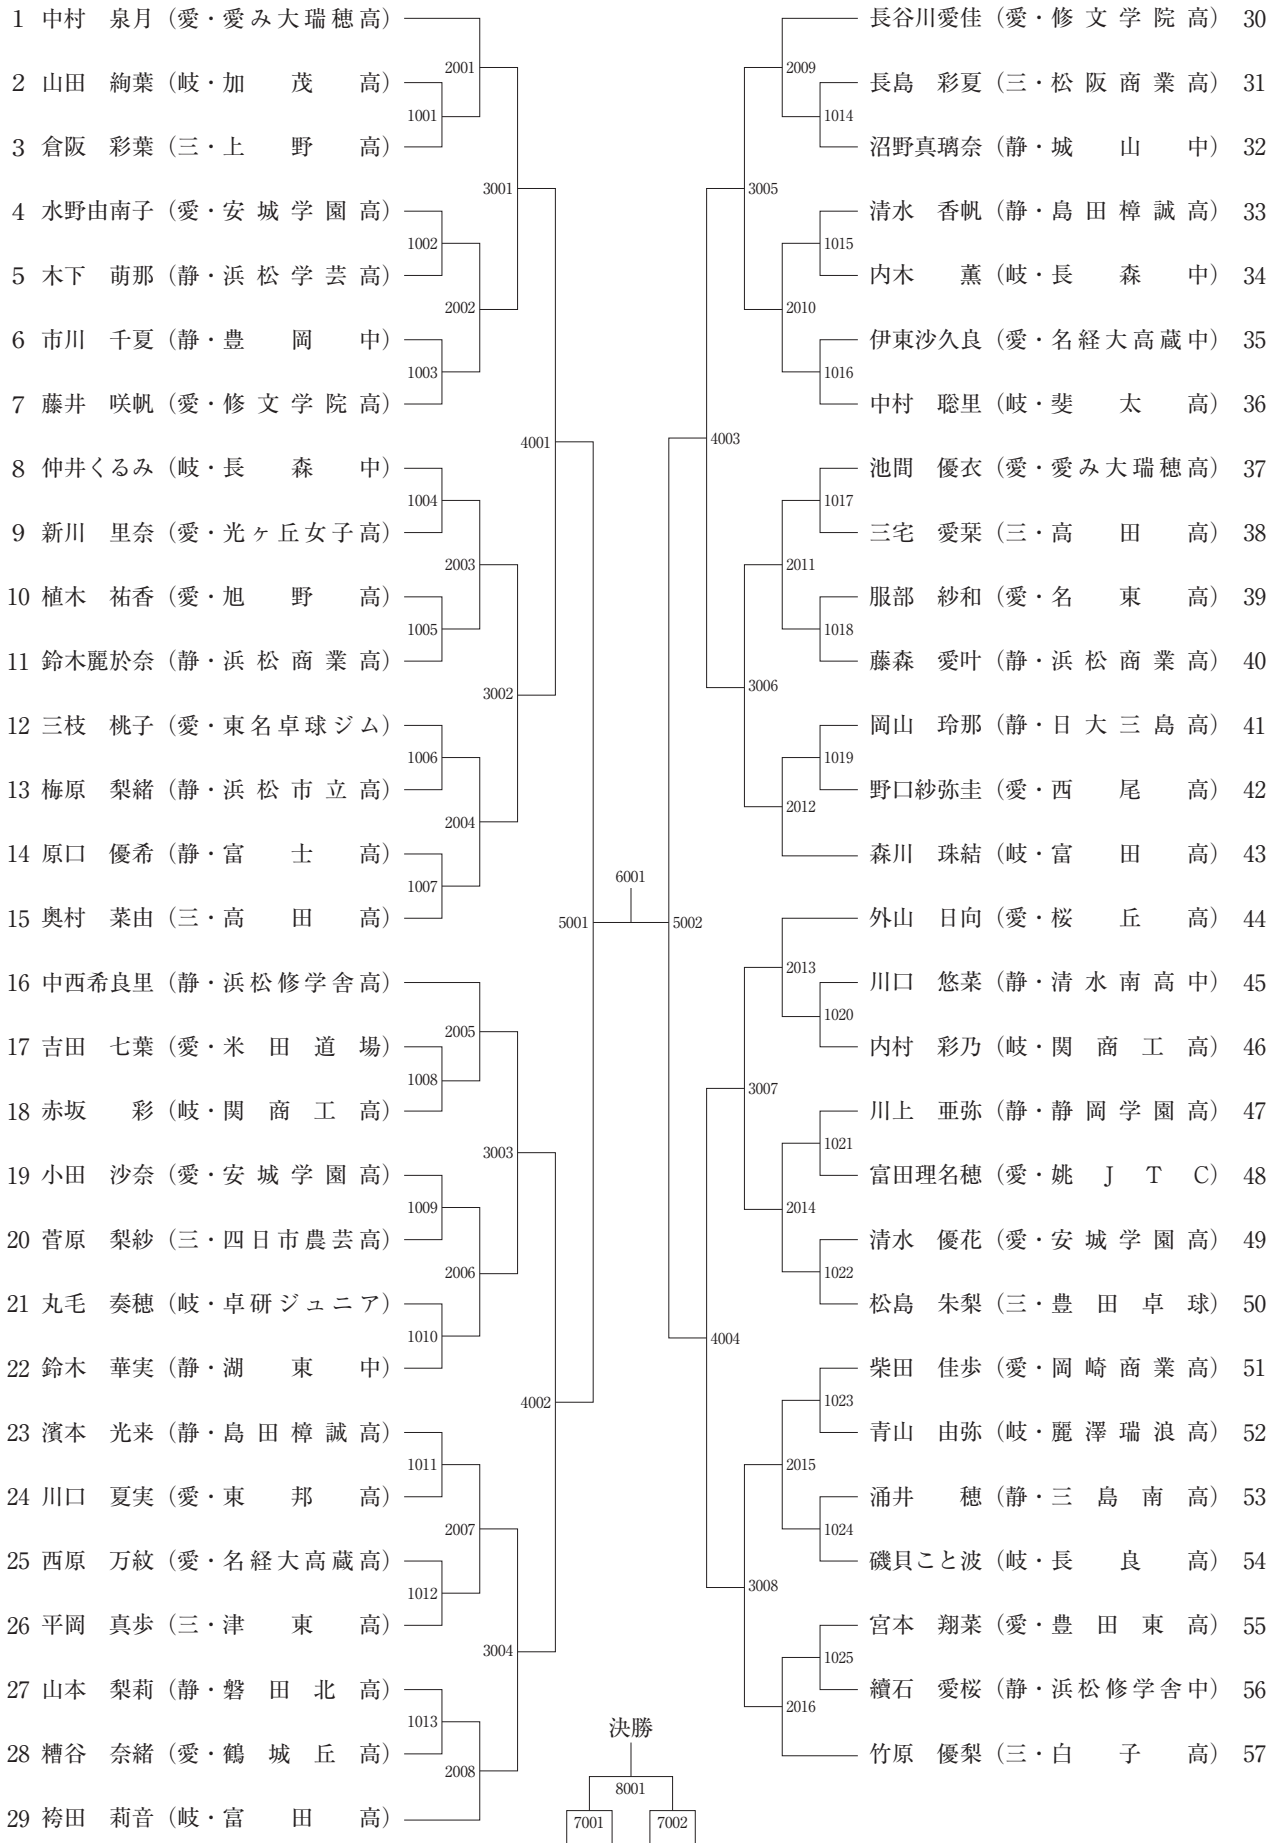 1 中村　泉月（愛・愛み大瑞穂高）
2 山田　絢葉（岐・加茂高）
3 倉阪　彩葉（三・上野高）
4 水野由南子（愛・安城学園高）
5 木下　萌那（静・浜松学芸高）
6 市川　千夏（静・豊岡中）
7 藤井　咲帆（愛・修文学院高）
8 仲井くるみ（岐・長森中）
9 新川　里奈（愛・光ヶ丘女子高）
10 植木　祐香（愛・旭野高）
11 鈴木麗於奈（静・浜松商業高）
12 三枝　桃子（愛・東名卓球ジム）
13 梅原　梨緒（静・浜松市立高）
14 原口　優希（静・富士高）
15 奥村　菜由（三・高田高）
16 中西希良里（静・浜松修学舎高）
17 吉田　七葉（愛・米田道場）
18 赤坂　彩（岐・関商工高）
19 小田　沙奈（愛・安城学園高）
20 菅原　梨紗（三・四日市農芸高）
21 丸毛　奏穂（岐・卓研ジュニア）
22 鈴木　華実（静・湖東中）
23 濱本　光来（静・島田樟誠高）
24 川口　夏実（愛・東邦高）
25 西原　万紋（愛・名経大高蔵高）
26 平岡　真歩（三・津東高）
27 山本　梨莉（静・磐田北高）
28 糟谷　奈緒（愛・鶴城丘高）
29 袴田　莉音（岐・富田高）
1001
1002
1003
1004
1005
1006
1007
1008
1009
1010
1011
1012
1013
2001
2002
2003
2004
2005
2006
2007
2008
3001
3002
3003
3004
4001
4002
5001
6001
5002
4003
4004
3005
3006
3007
3008
2009
2010
2011
2012
2013
2014
2015
2016
1014
1015
1016
1017
1018
1019
1020
1021
1022
1023
1024
1025
長谷川愛佳（愛・修文学院高） 30
長島　彩夏（三・松阪商業高） 31
沼野真璃奈（静・城山中） 32
清水　香帆（静・島田樟誠高） 33
内木　薫（岐・長森中） 34
伊東沙久良（愛・名経大高蔵中） 35
中村　聡里（岐・斐太高） 36
池間　優衣（愛・愛み大瑞穂高） 37
三宅　愛栞（三・高田高） 38
服部　紗和（愛・名東高） 39
藤森　愛叶（静・浜松商業高） 40
岡山　玲那（静・日大三島高） 41
野口紗弥圭（愛・西尾高） 42
森川　珠結（岐・富田高） 43
外山　日向（愛・桜丘高） 44
川口　悠菜（静・清水南高中） 45
内村　彩乃（岐・関商工高） 46
川上　亜弥（静・静岡学園高） 47
富田理名穂（愛・姚JTC） 48
清水　優花（愛・安城学園高） 49
松島　朱梨（三・豊田卓球） 50
柴田　佳歩（愛・岡崎商業高） 51
青山　由弥（岐・麗澤瑞浪高） 52
涌井　穂（静・三島南高） 53
磯貝こと波（岐・長良高） 54
宮本　翔菜（愛・豊田東高） 55
續石　愛桜（静・浜松修学舎中） 56
竹原　優梨（三・白子高） 57
決勝
8001
7001
7002